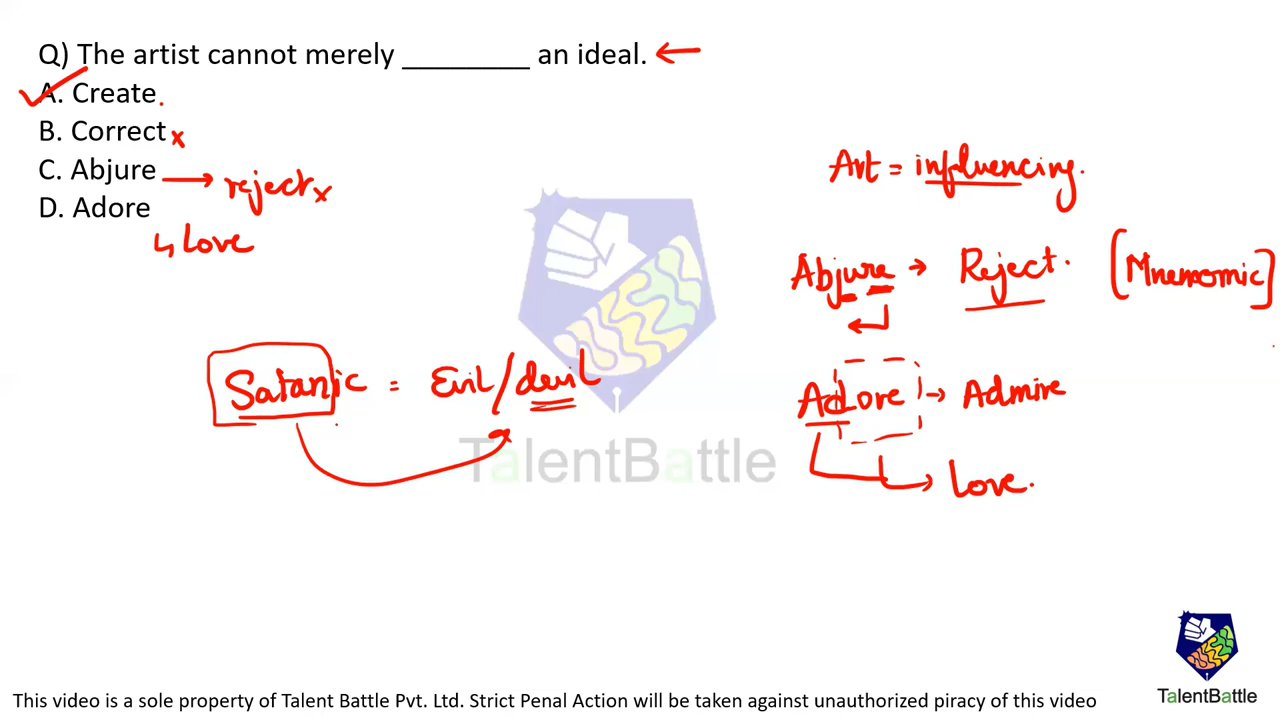 Q) The artist cannot merely _________ an ideal. ←
A. Create.
B. Correct x
C. Abjure → reject x
D. Adore
↳ Love
Art = influencing.
Abjure → Reject. [Mnemomic]
Satanic = Evil/devil
Adore → Admire
→ Love.
TalentBattle
TalentBattle
This video is a sole property of Talent Battle Pvt. Ltd. Strict Penal Action will be taken against unauthorized piracy of this video